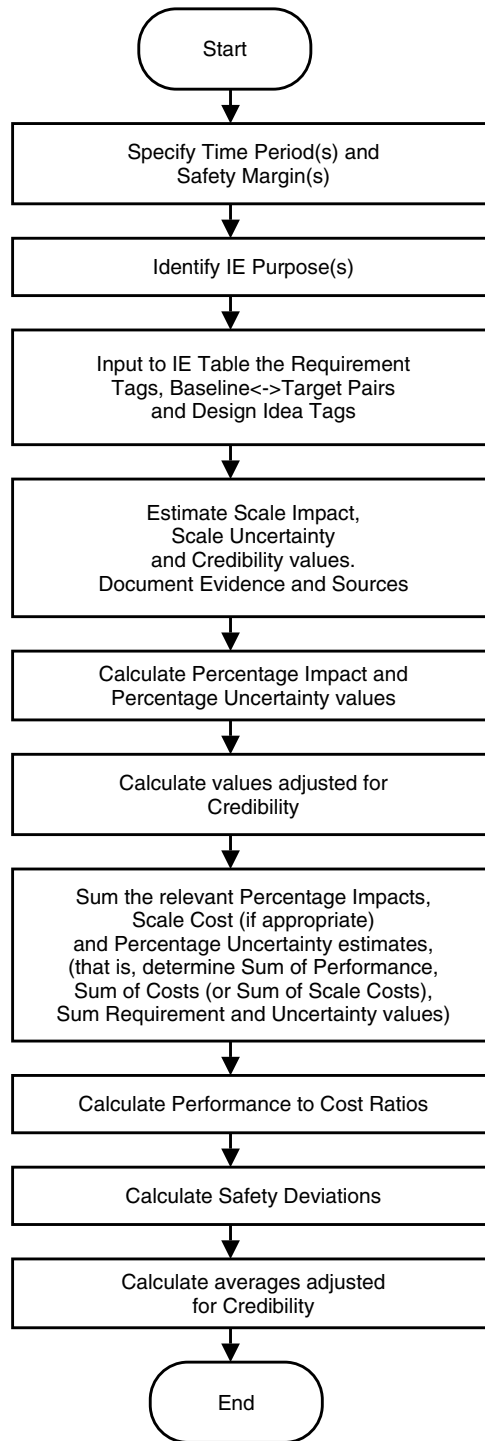 Start
Specify Time Period(s) and
Safety Margin(s)
Identify IE Purpose(s)
Input to IE Table the Requirement
Tags, Baseline<->Target Pairs
and Design Idea Tags
Estimate Scale Impact,
Scale Uncertainty
and Credibility values.
Document Evidence and Sources
Calculate Percentage Impact and
Percentage Uncertainty values
Calculate values adjusted for
Credibility
Sum the relevant Percentage Impacts,
Scale Cost (if appropriate)
and Percentage Uncertainty estimates,
(that is, determine Sum of Performance,
Sum of Costs (or Sum of Scale Costs),
Sum Requirement and Uncertainty values)
Calculate Performance to Cost Ratios
Calculate Safety Deviations
Calculate averages adjusted
for Credibility
End